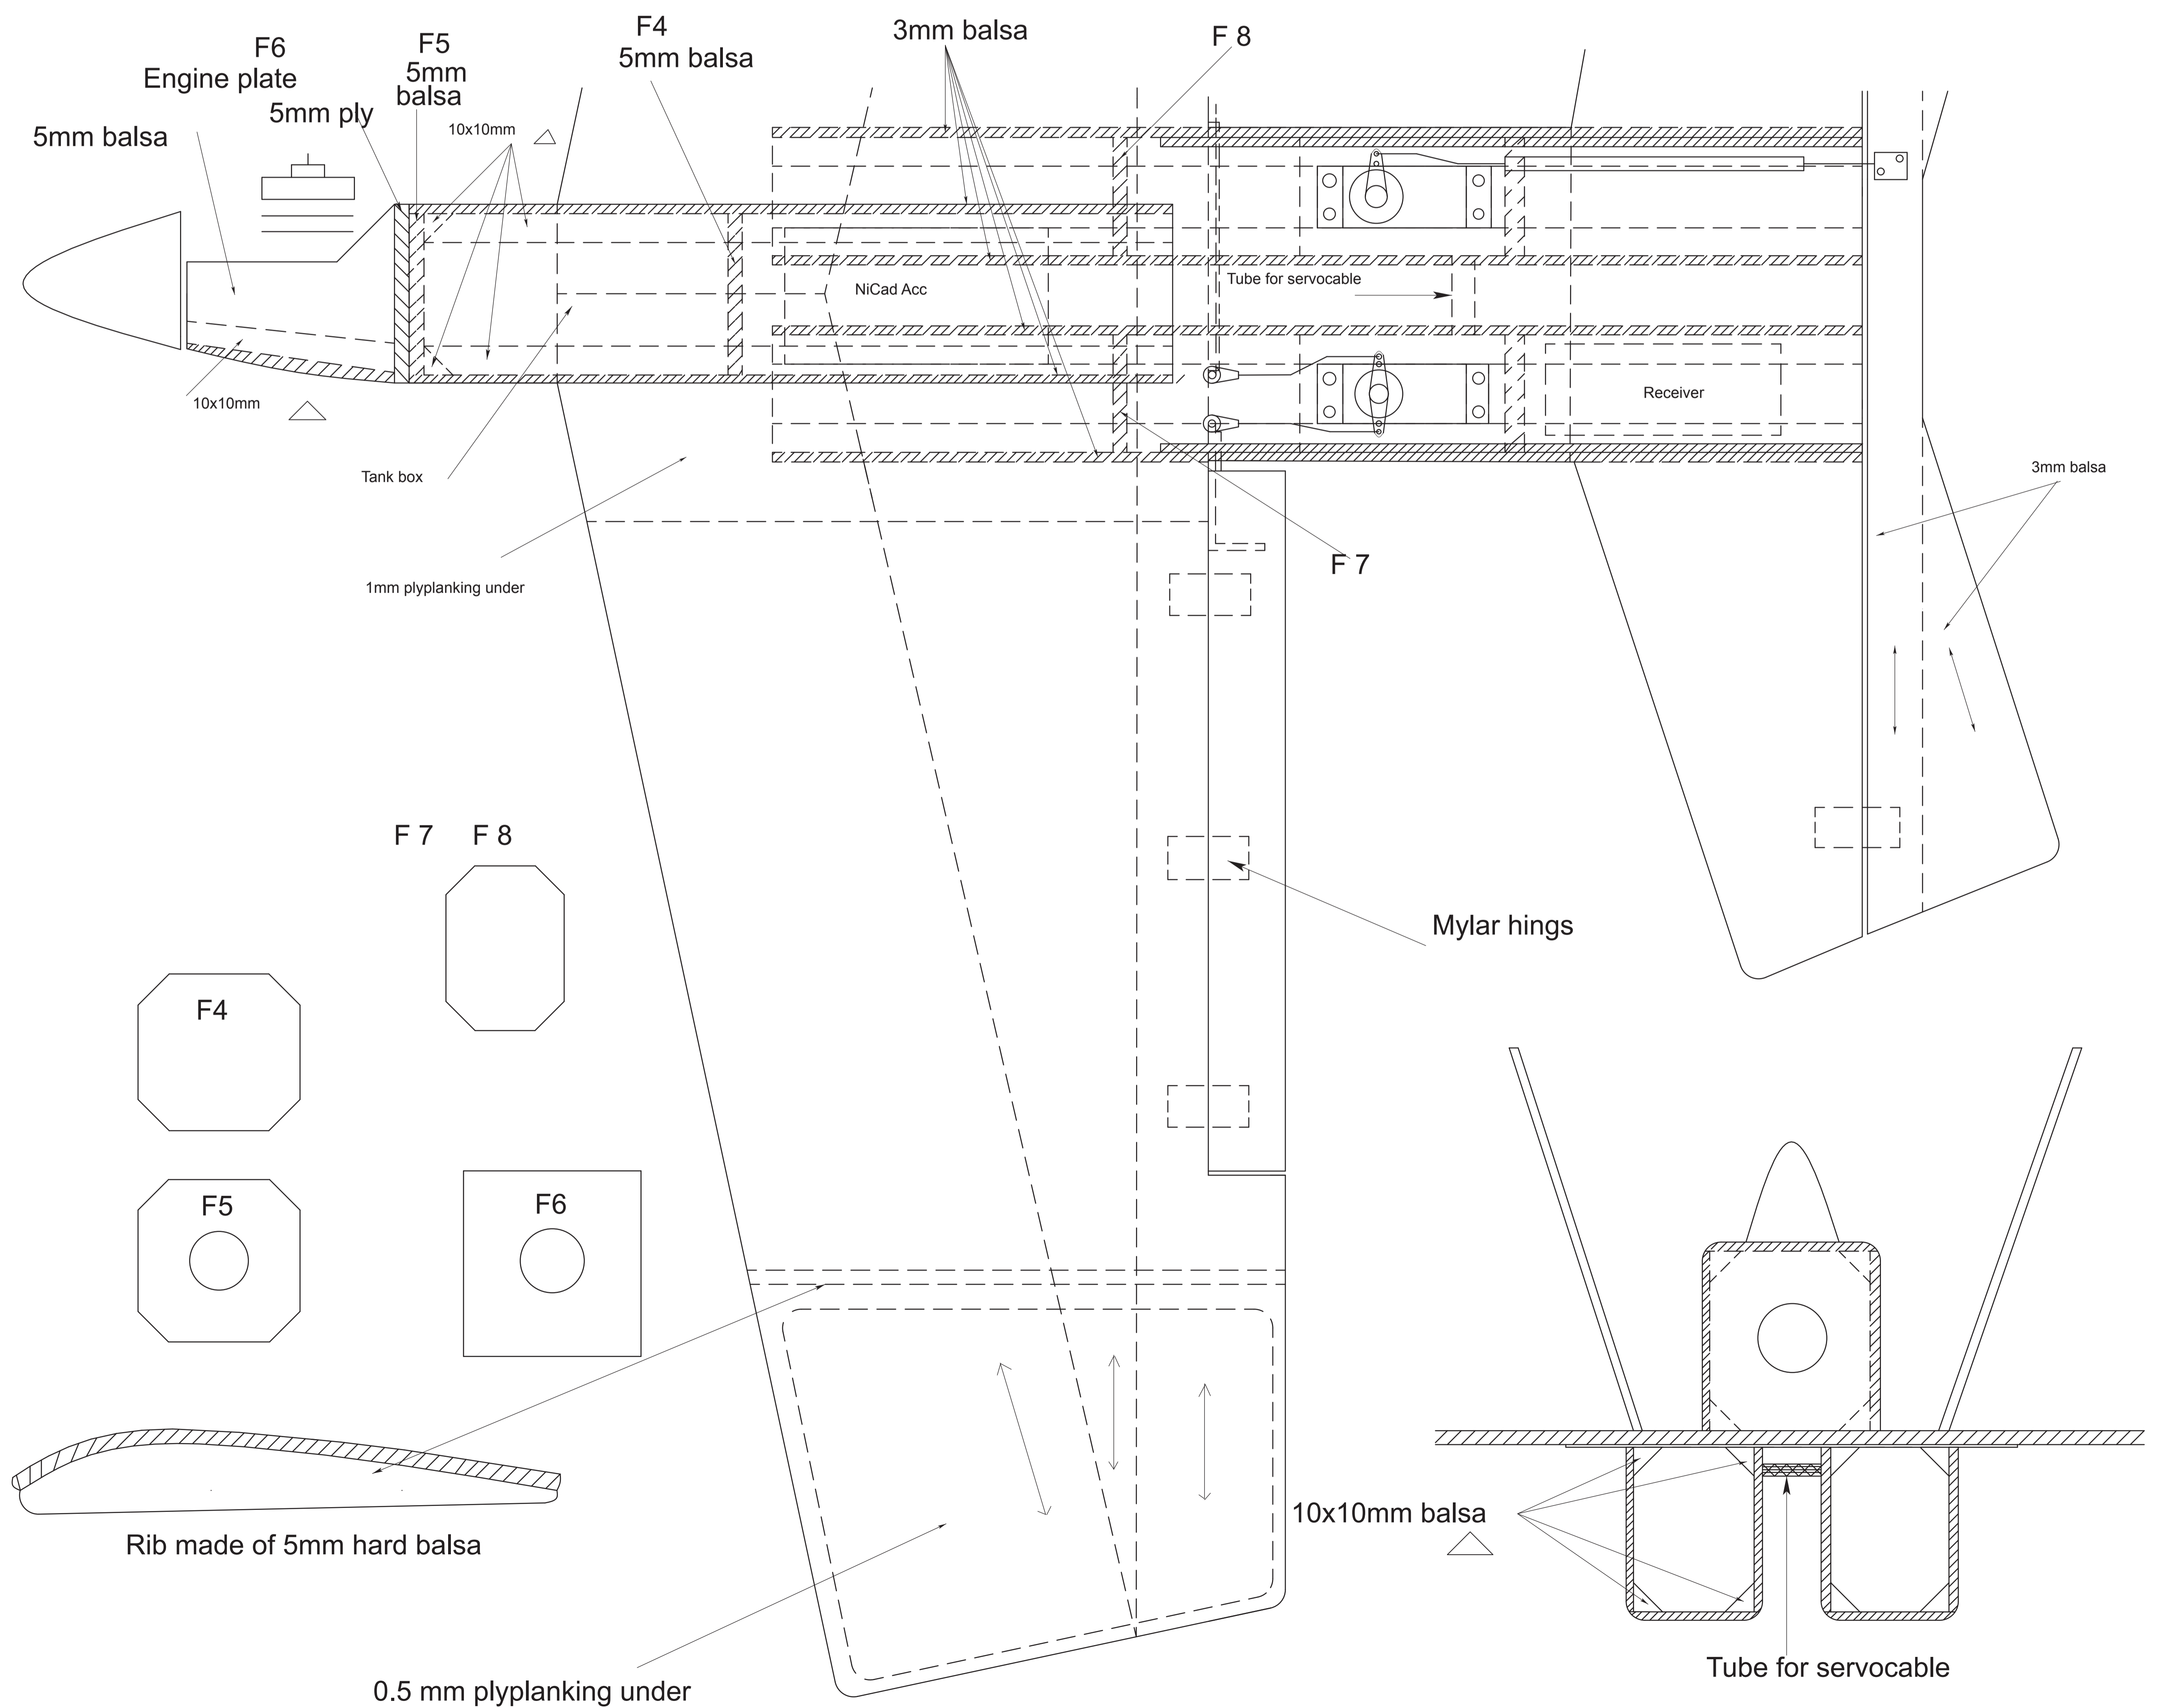 F6
Engine plate
5mm balsa
5mm ply
F5
5mm
balsa
10x10mm
F4
5mm balsa
3mm balsa
F 8
NiCad Acc
Tube for servocable
Receiver
10x10mm
Tank box
1mm plyplanking under
F 7
3mm balsa
Mylar hings
F 7
F 8
F4
F5
F6
Rib made of 5mm hard balsa
0.5 mm plyplanking under
10x10mm balsa
Tube for servocable